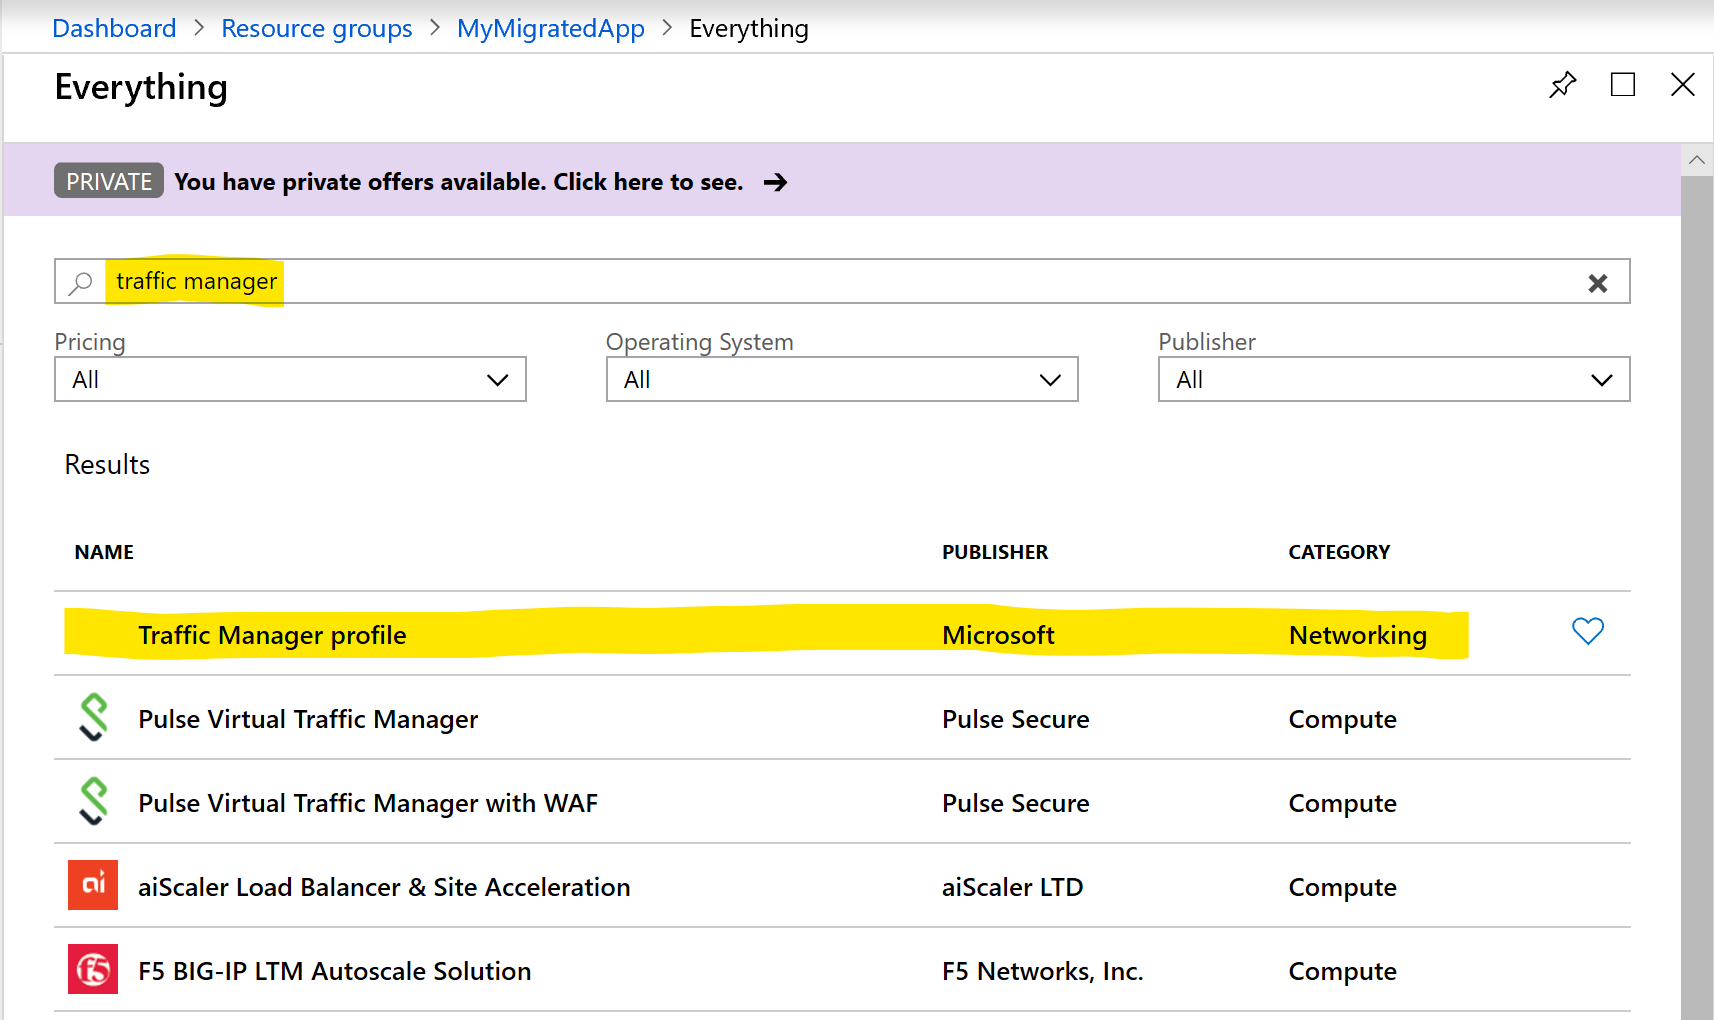 Dashboard > Resource groups > MyMigratedApp > Everything
Everything
PRIVATE You have private offers available. Click here to see. →
traffic manager
Pricing Operating System Publisher
All All All
Results
NAME PUBLISHER CATEGORY
Traffic Manager profile Microsoft Networking
Pulse Virtual Traffic Manager Pulse Secure Compute
Pulse Virtual Traffic Manager with WAF Pulse Secure Compute
ai aiScaler Load Balancer & Site Acceleration aiScaler LTD Compute
f5 F5 BIG-IP LTM Autoscale Solution F5 Networks, Inc. Compute